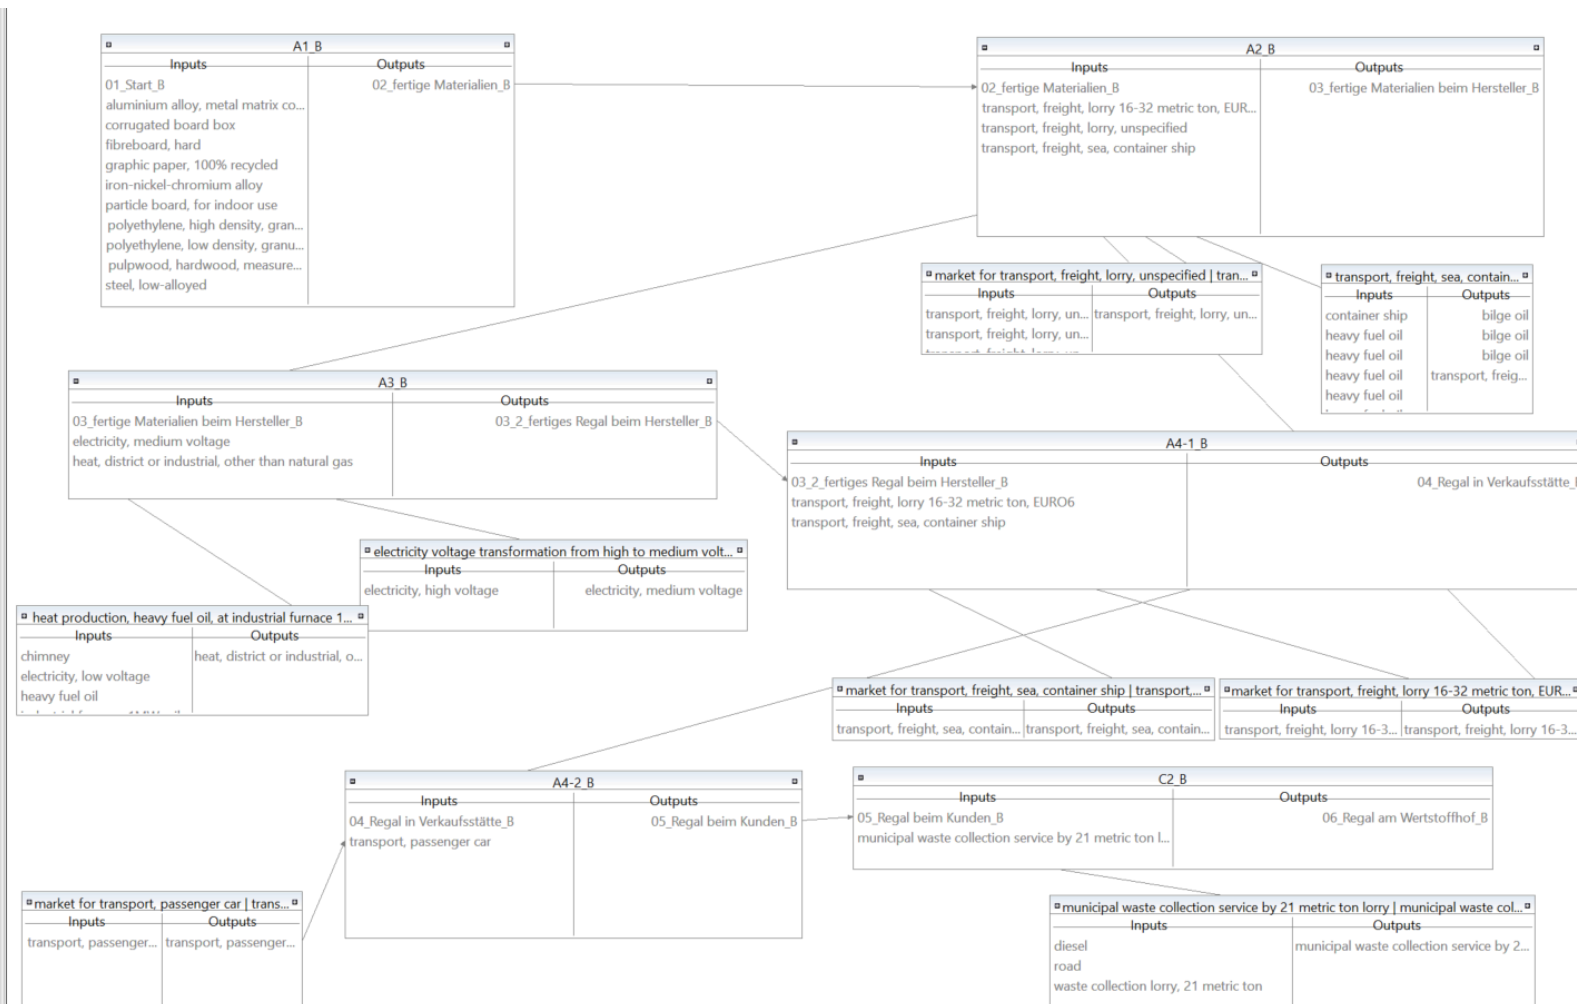 A1_B
Inputs
Outputs
01_Start_B
02_fertige Materialien_B
aluminium alloy, metal matrix co...
corrugated board box
fibreboard, hard
graphic paper, 100% recycled
iron-nickel-chromium alloy
particle board, for indoor use
polyethylene, high density, gran...
polyethylene, low density, granu...
pulpwood, hardwood, measure...
steel, low-alloyed
A2_B
Inputs
Outputs
02_fertige Materialien_B
03_fertige Materialien beim Hersteller_B
transport, freight, lorry 16-32 metric ton, EUR...
transport, freight, lorry, unspecified
transport, freight, sea, container ship
market for transport, freight, lorry, unspecified | tran...
Inputs
Outputs
transport, freight, lorry, un...
transport, freight, lorry, un...
transport, freight, lorry, un...
transport, freight, sea, contain...
Inputs
Outputs
container ship
bilge oil
heavy fuel oil
bilge oil
heavy fuel oil
bilge oil
heavy fuel oil
transport, freig...
heavy fuel oil
A3_B
Inputs
Outputs
03_fertige Materialien beim Hersteller_B
03_2_fertiges Regal beim Hersteller_B
electricity, medium voltage
heat, district or industrial, other than natural gas
A4-1_B
Inputs
Outputs
03_2_fertiges Regal beim Hersteller_B
04_Regal in Verkaufsstätte_
transport, freight, lorry 16-32 metric ton, EURO6
transport, freight, sea, container ship
electricity voltage transformation from high to medium volt...
Inputs
Outputs
electricity, high voltage
electricity, medium voltage
heat production, heavy fuel oil, at industrial furnace 1...
Inputs
Outputs
chimney
heat, district or industrial, o...
electricity, low voltage
heavy fuel oil
market for transport, freight, sea, container ship | transport,...
Inputs
Outputs
transport, freight, sea, contain...
transport, freight, sea, contain...
market for transport, freight, lorry 16-32 metric ton, EUR...
Inputs
Outputs
transport, freight, lorry 16-3...
transport, freight, lorry 16-3...
A4-2_B
Inputs
Outputs
04_Regal in Verkaufsstätte_B
05_Regal beim Kunden_B
transport, passenger car
C2_B
Inputs
Outputs
05_Regal beim Kunden_B
06_Regal am Wertstoffhof_B
municipal waste collection service by 21 metric ton l...
market for transport, passenger car | trans...
Inputs
Outputs
transport, passenger...
transport, passenger...
municipal waste collection service by 21 metric ton lorry | municipal waste col...
Inputs
Outputs
diesel
municipal waste collection service by 2...
road
waste collection lorry, 21 metric ton